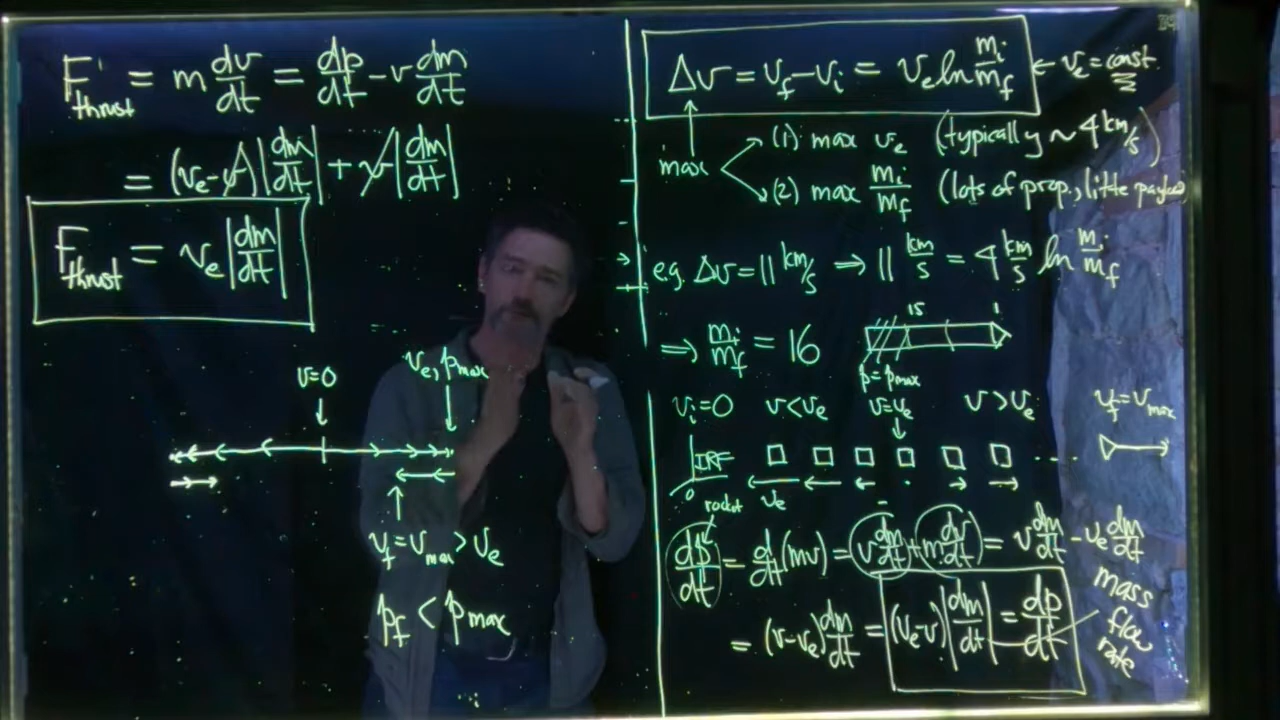 F_thrust = m dv/dt = dp/dt - v dm/dt
= (v_e - v)|dm/dt| + v|dm/dt|
F_thrust = v_e |dm/dt|
v=0
v_e, p_max
v_f = v_max > v_e
p_f < p_max
Δv = v_f - v_i = v_e ln m_i/m_f ← v_e = const.
max
(1) max v_e (typically ~ 4 km/s)
(2) max m_i/m_f (lots of prop., little payload)
e.g. Δv = 11 km/s ⇒ 11 km/s = 4 km/s ln m_i/m_f
⇒ m_i/m_f = 16
15 1
p = p_max
v_i=0 v<v_e v=v_e v>v_e v_f=v_max
IRF
0
v_e
rocket
dp/dt = d/dt(mv) = v dm/dt + m dv/dt = v dm/dt - v_e dm/dt
= (v-v_e) dm/dt = (v_e-v)|dm/dt| = dp/dt
mass
flow
rate